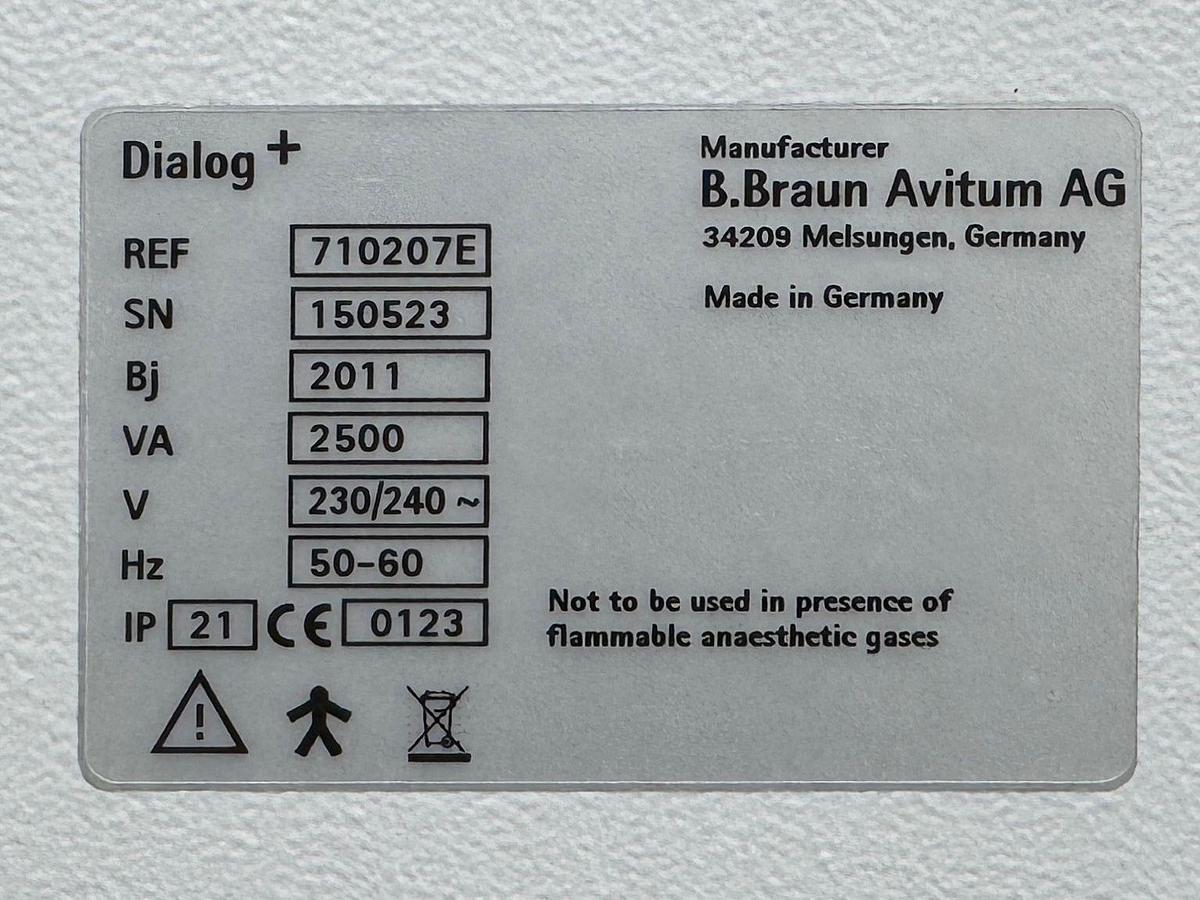 Dialog+
Manufacturer
B.Braun Avitum AG
34209 Melsungen, Germany
Made in Germany
REF 710207E
SN 150523
Bj 2011
VA 2500
V 230/240 ~
Hz 50-60
IP 21 CE 0123
Not to be used in presence of
flammable anaesthetic gases
!